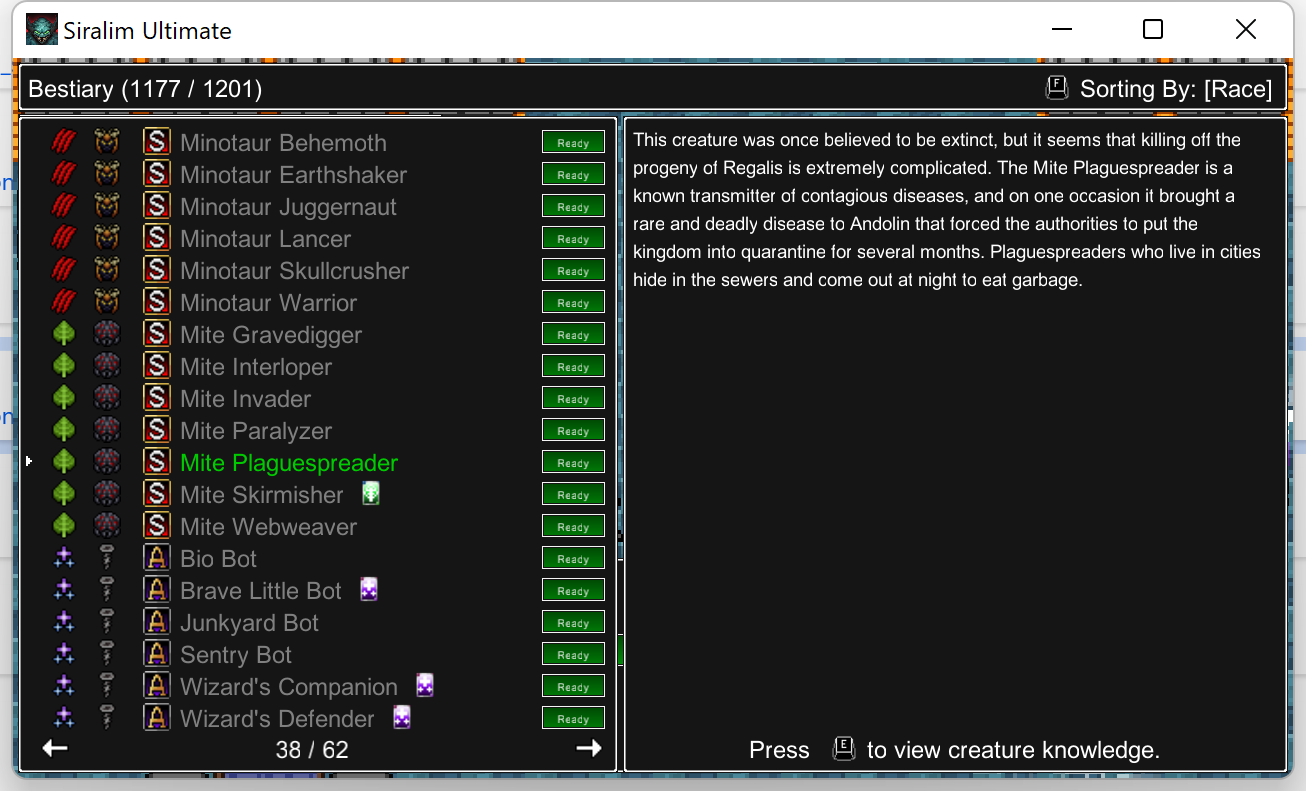 Siralim Ultimate
Bestiary (1177 / 1201)
F Sorting By: [Race]
S Minotaur Behemoth Ready
S Minotaur Earthshaker Ready
S Minotaur Juggernaut Ready
S Minotaur Lancer Ready
S Minotaur Skullcrusher Ready
S Minotaur Warrior Ready
S Mite Gravedigger Ready
S Mite Interloper Ready
S Mite Invader Ready
S Mite Paralyzer Ready
S Mite Plaguespreader Ready
S Mite Skirmisher Ready
S Mite Webweaver Ready
A Bio Bot Ready
A Brave Little Bot Ready
A Junkyard Bot Ready
A Sentry Bot Ready
A Wizard's Companion Ready
A Wizard's Defender Ready
38 / 62
This creature was once believed to be extinct, but it seems that killing off the
progeny of Regalis is extremely complicated. The Mite Plaguespreader is a
known transmitter of contagious diseases, and on one occasion it brought a
rare and deadly disease to Andolin that forced the authorities to put the
kingdom into quarantine for several months. Plaguespreaders who live in cities
hide in the sewers and come out at night to eat garbage.
Press E to view creature knowledge.